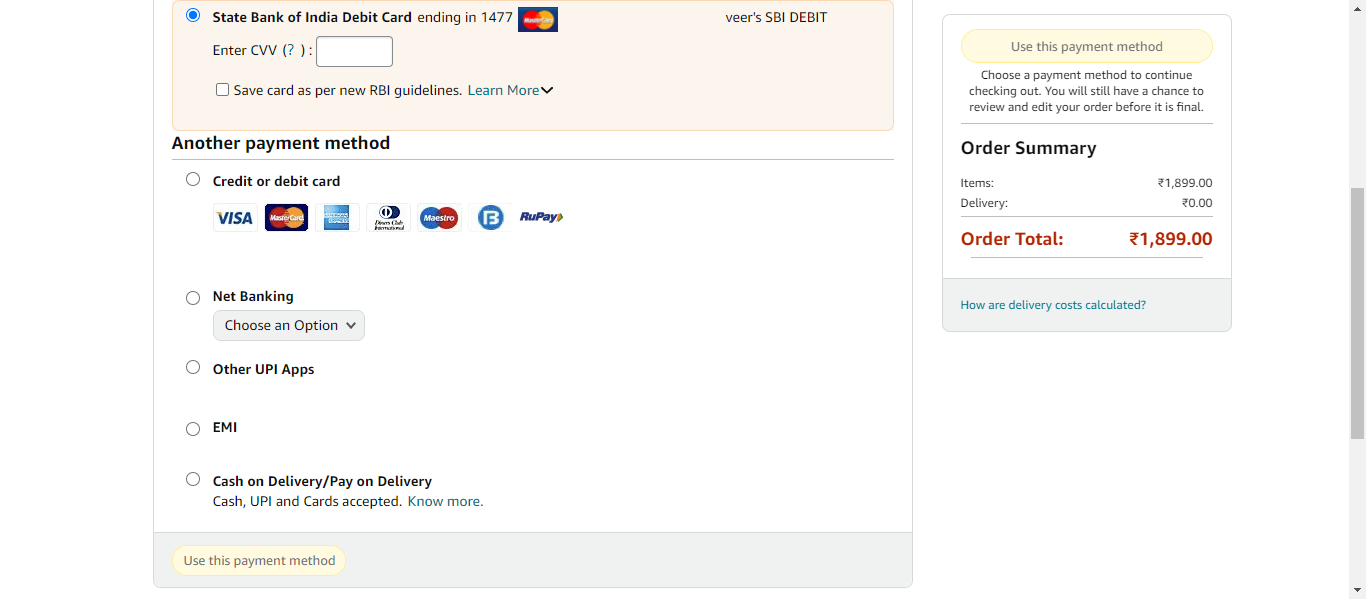 State Bank of India Debit Card ending in 1477 MasterCard veer's SBI DEBIT
Enter CVV (? ) :
Save card as per new RBI guidelines. Learn More
Another payment method
Credit or debit card
VISA MasterCard AMERICAN EXPRESS Diners Club International Maestro B RuPay
Net Banking
Choose an Option
Other UPI Apps
EMI
Cash on Delivery/Pay on Delivery
Cash, UPI and Cards accepted. Know more.
Use this payment method
Use this payment method
Choose a payment method to continue
checking out. You will still have a chance to
review and edit your order before it is final.
Order Summary
Items: ₹1,899.00
Delivery: ₹0.00
Order Total: ₹1,899.00
How are delivery costs calculated?